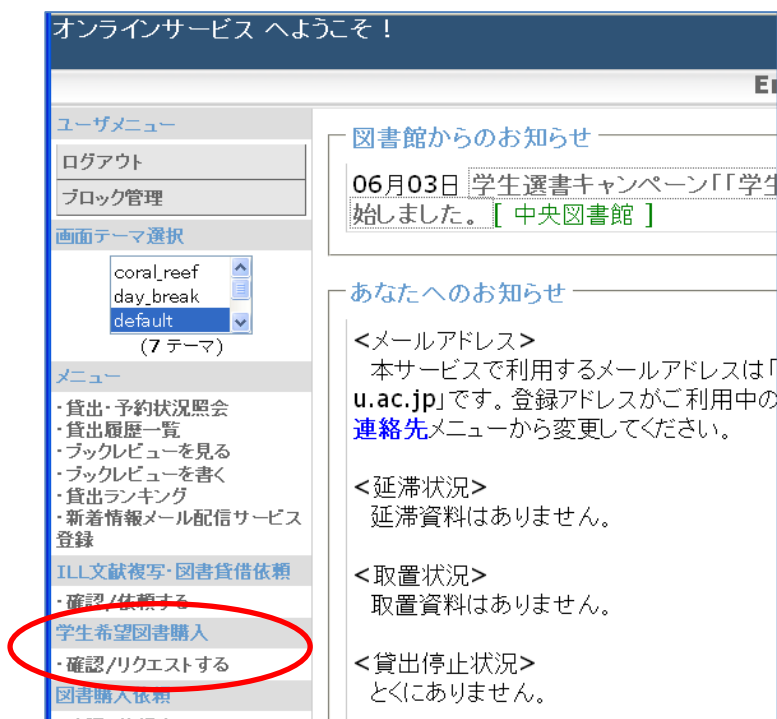 オンラインサービス へようこそ！
ユーザメニュー
ログアウト
ブロック管理
画面テーマ選択
coral_reef
day_break
default
(7 テーマ)
メニュー
・貸出・予約状況照会
・貸出履歴一覧
・ブックレビューを見る
・ブックレビューを書く
・貸出ランキング
・新着情報メール配信サービス
登録
ILL文献複写・図書貸借依頼
・確認/依頼する
学生希望図書購入
・確認/リクエストする
図書購入依頼
図書館からのお知らせ
06月03日 学生選書キャンペーン「「学生
始しました。 [ 中央図書館 ]
あなたへのお知らせ
<メールアドレス>
本サービスで利用するメールアドレスは「
u.ac.jp」です。登録アドレスがご利用中の
連絡先メニューから変更してください。
<延滞状況>
延滞資料はありません。
<取置状況>
取置資料はありません。
<貸出停止状況>
とくにありません。